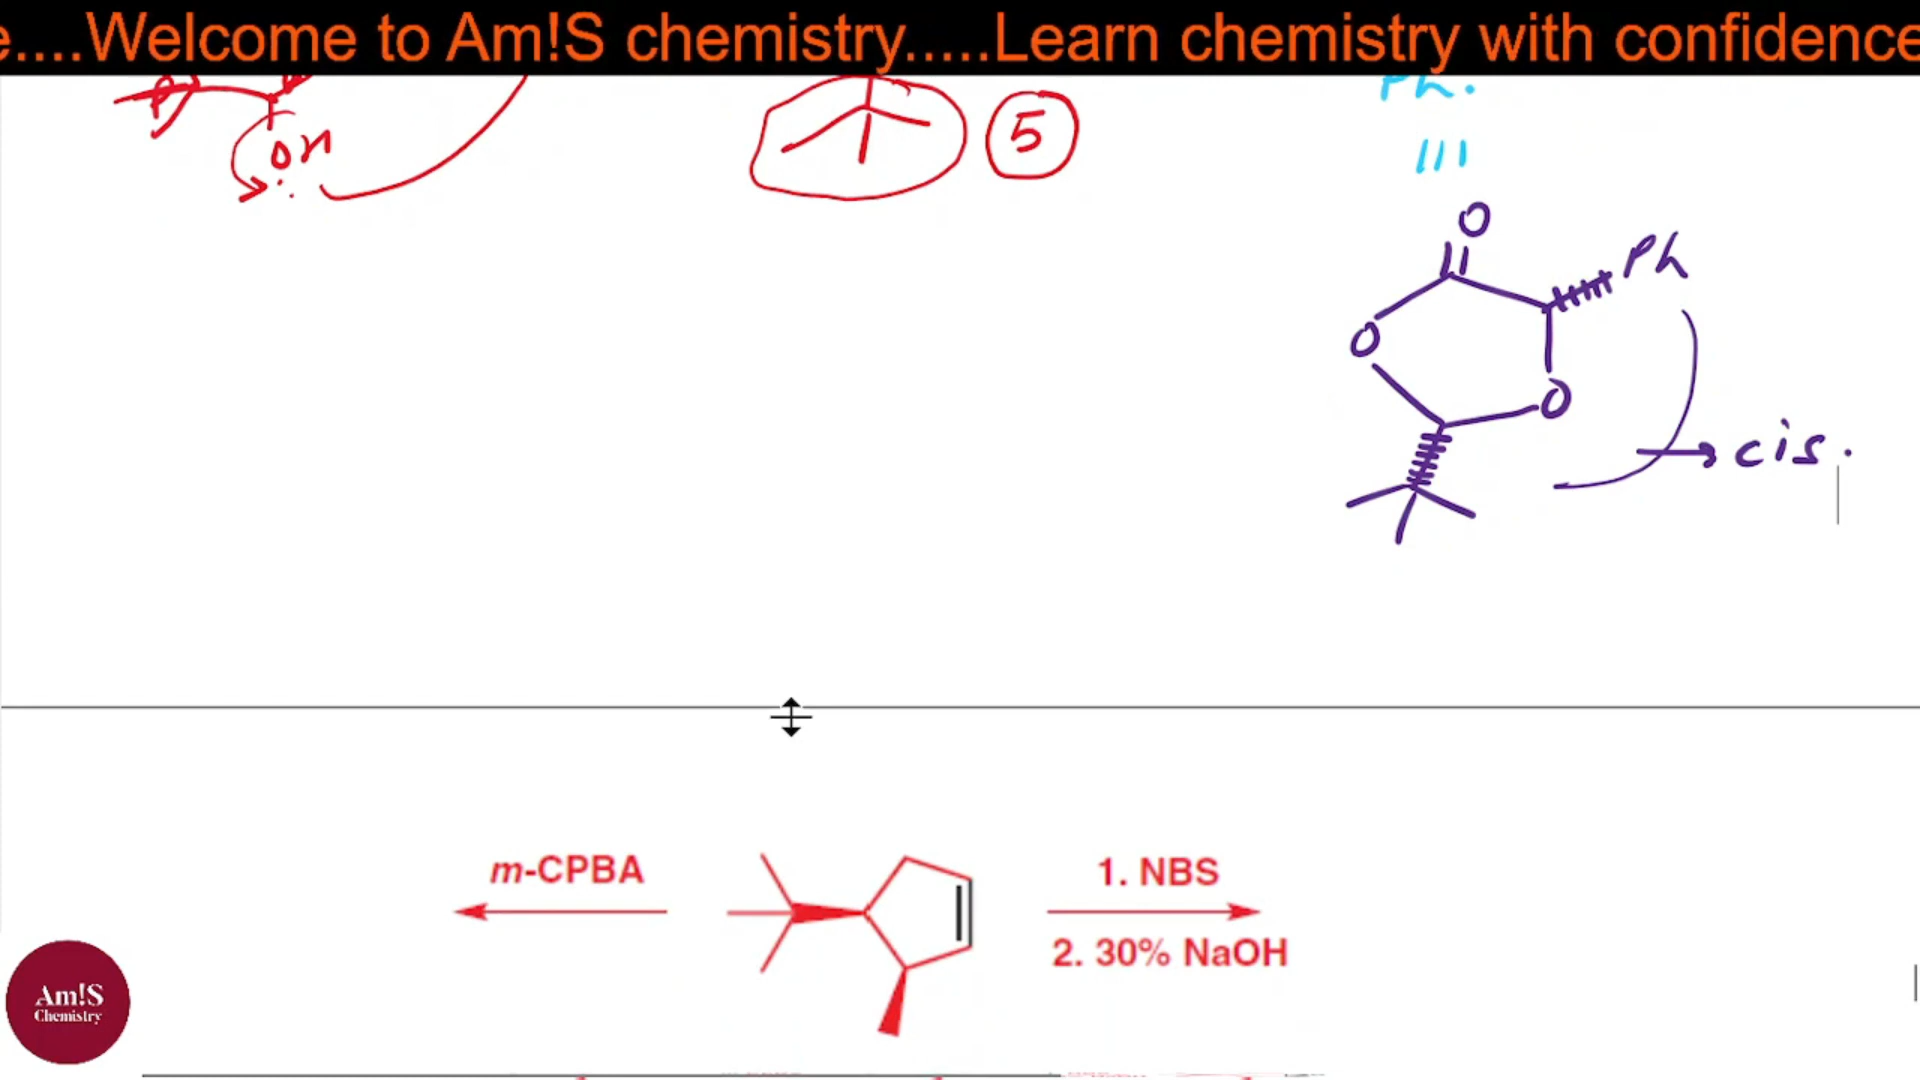 e....Welcome to Am!S chemistry.....Learn chemistry with confidence
Ph.
OH
5
O
Ph
O
O
cis.
m-CPBA
1. NBS
2. 30% NaOH
Am!S
Chemistry